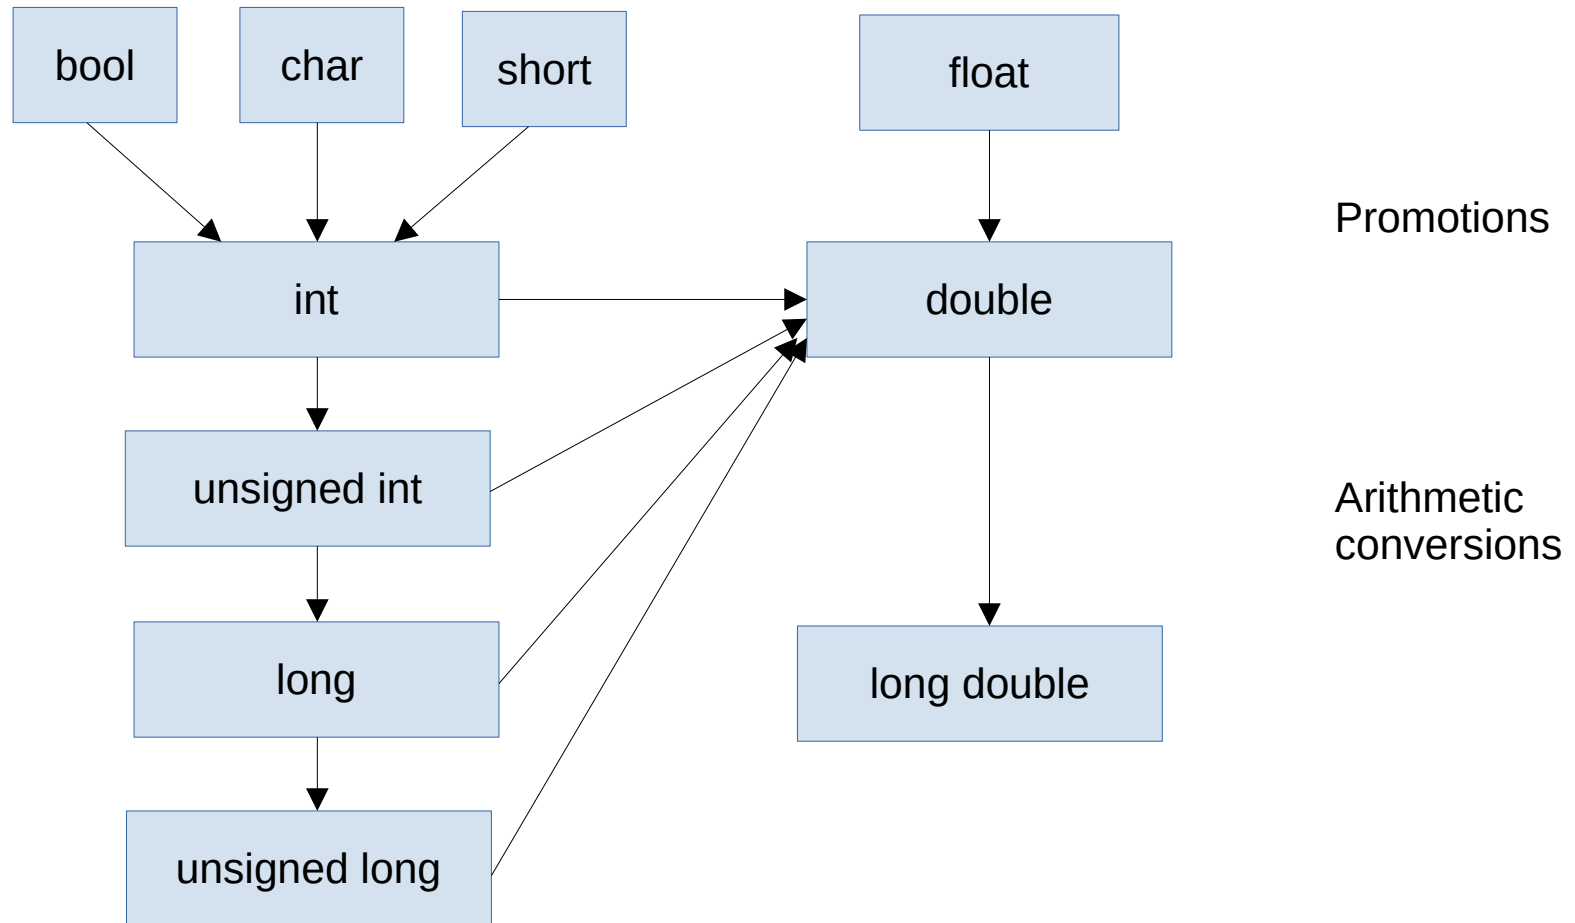 bool
char
short
float
Promotions
int
double
unsigned int
Arithmetic
conversions
long
long double
unsigned long